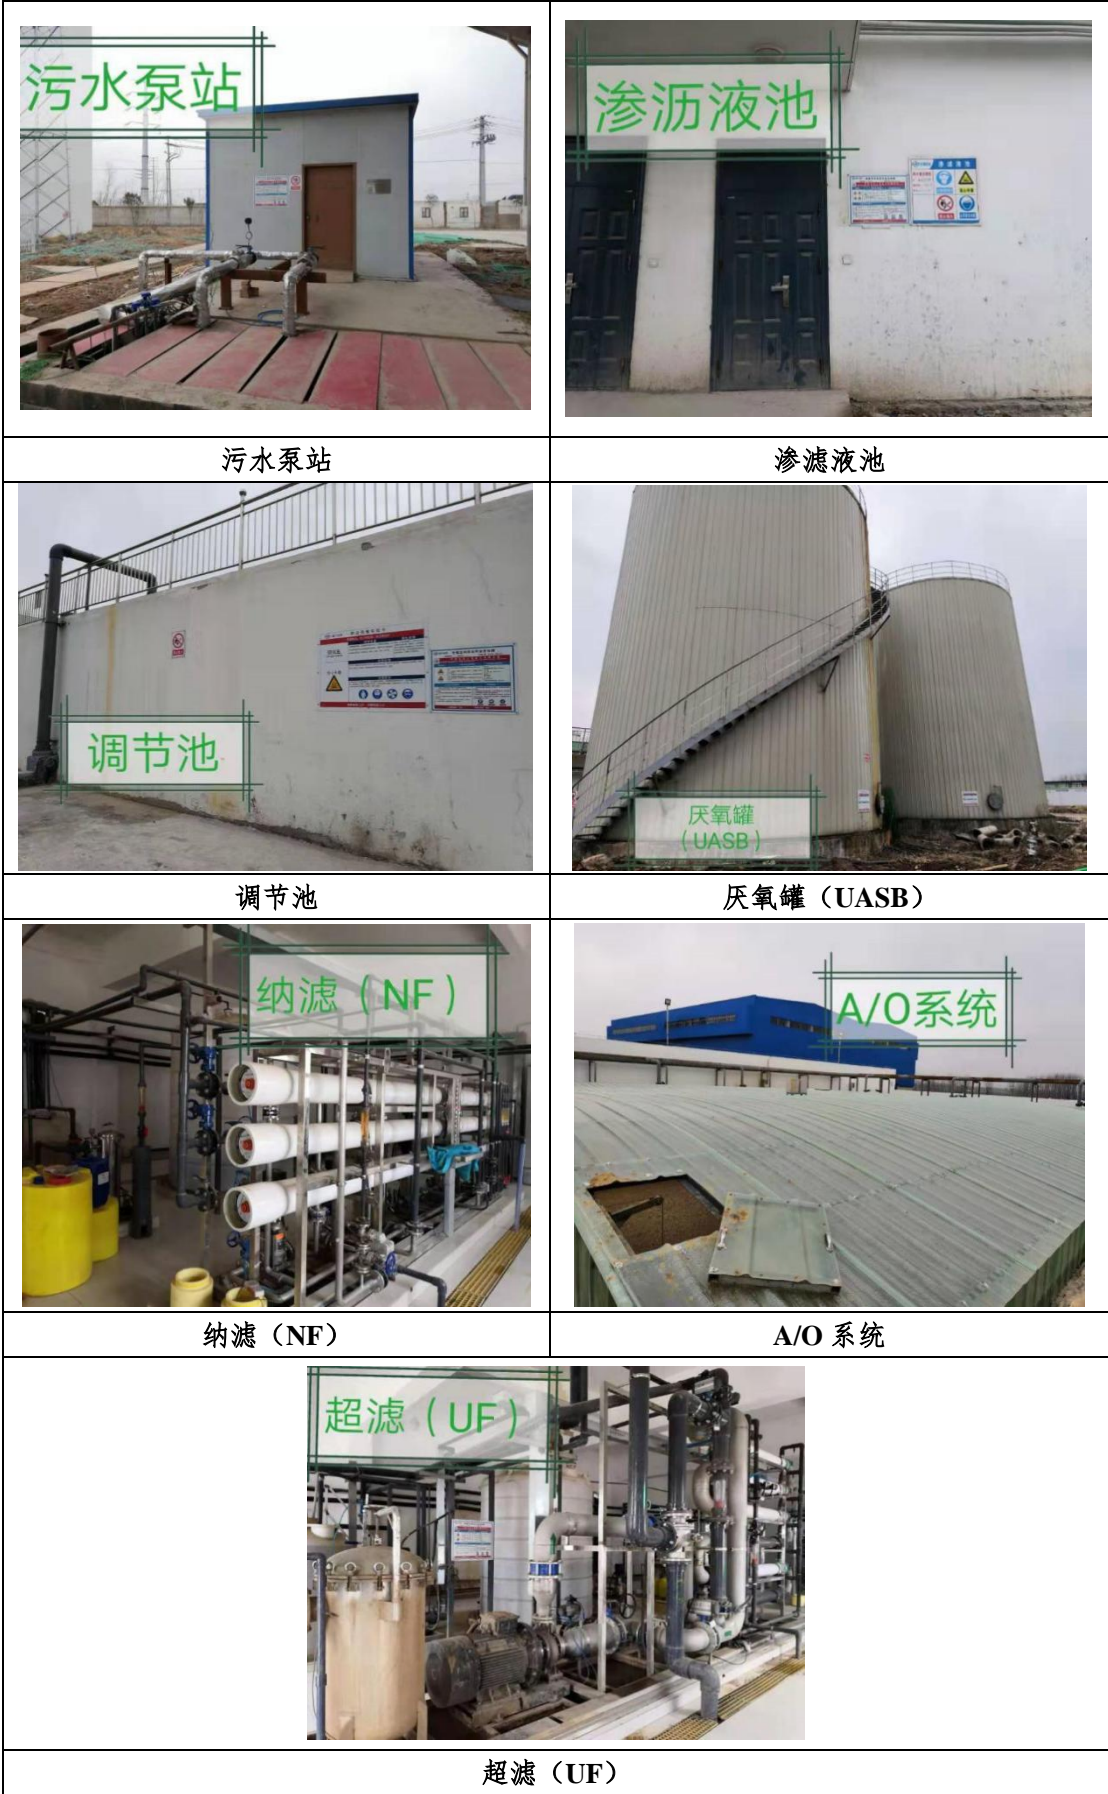 污水泵站
渗沥液池
污水泵站
渗滤液池
调节池
厌氧罐
（UASB）
调节池
厌氧罐（UASB）
纳滤（NF）
A/O系统
纳滤（NF）
A/O 系统
超滤（UF）
超滤（UF）